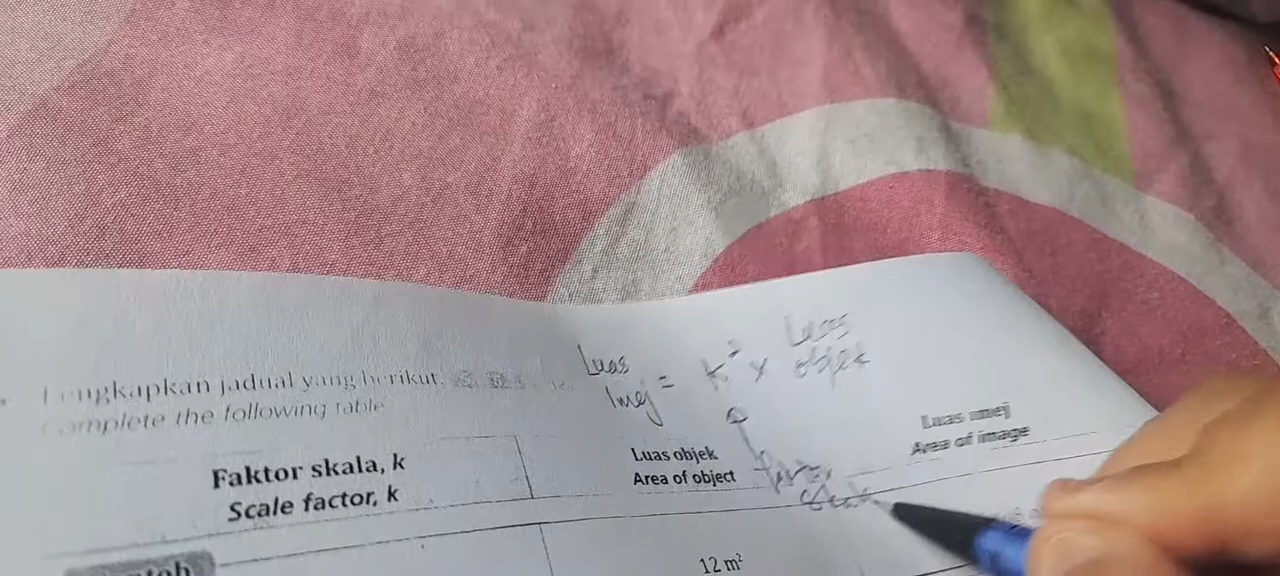 Lengkapkan jadual yang berikut.
Complete the following table
Luas
Imej = k² x Luas
objek
Faktor skala, k
Scale factor, k
Luas objek
Area of object
Luas imej
Area of image
12 m²